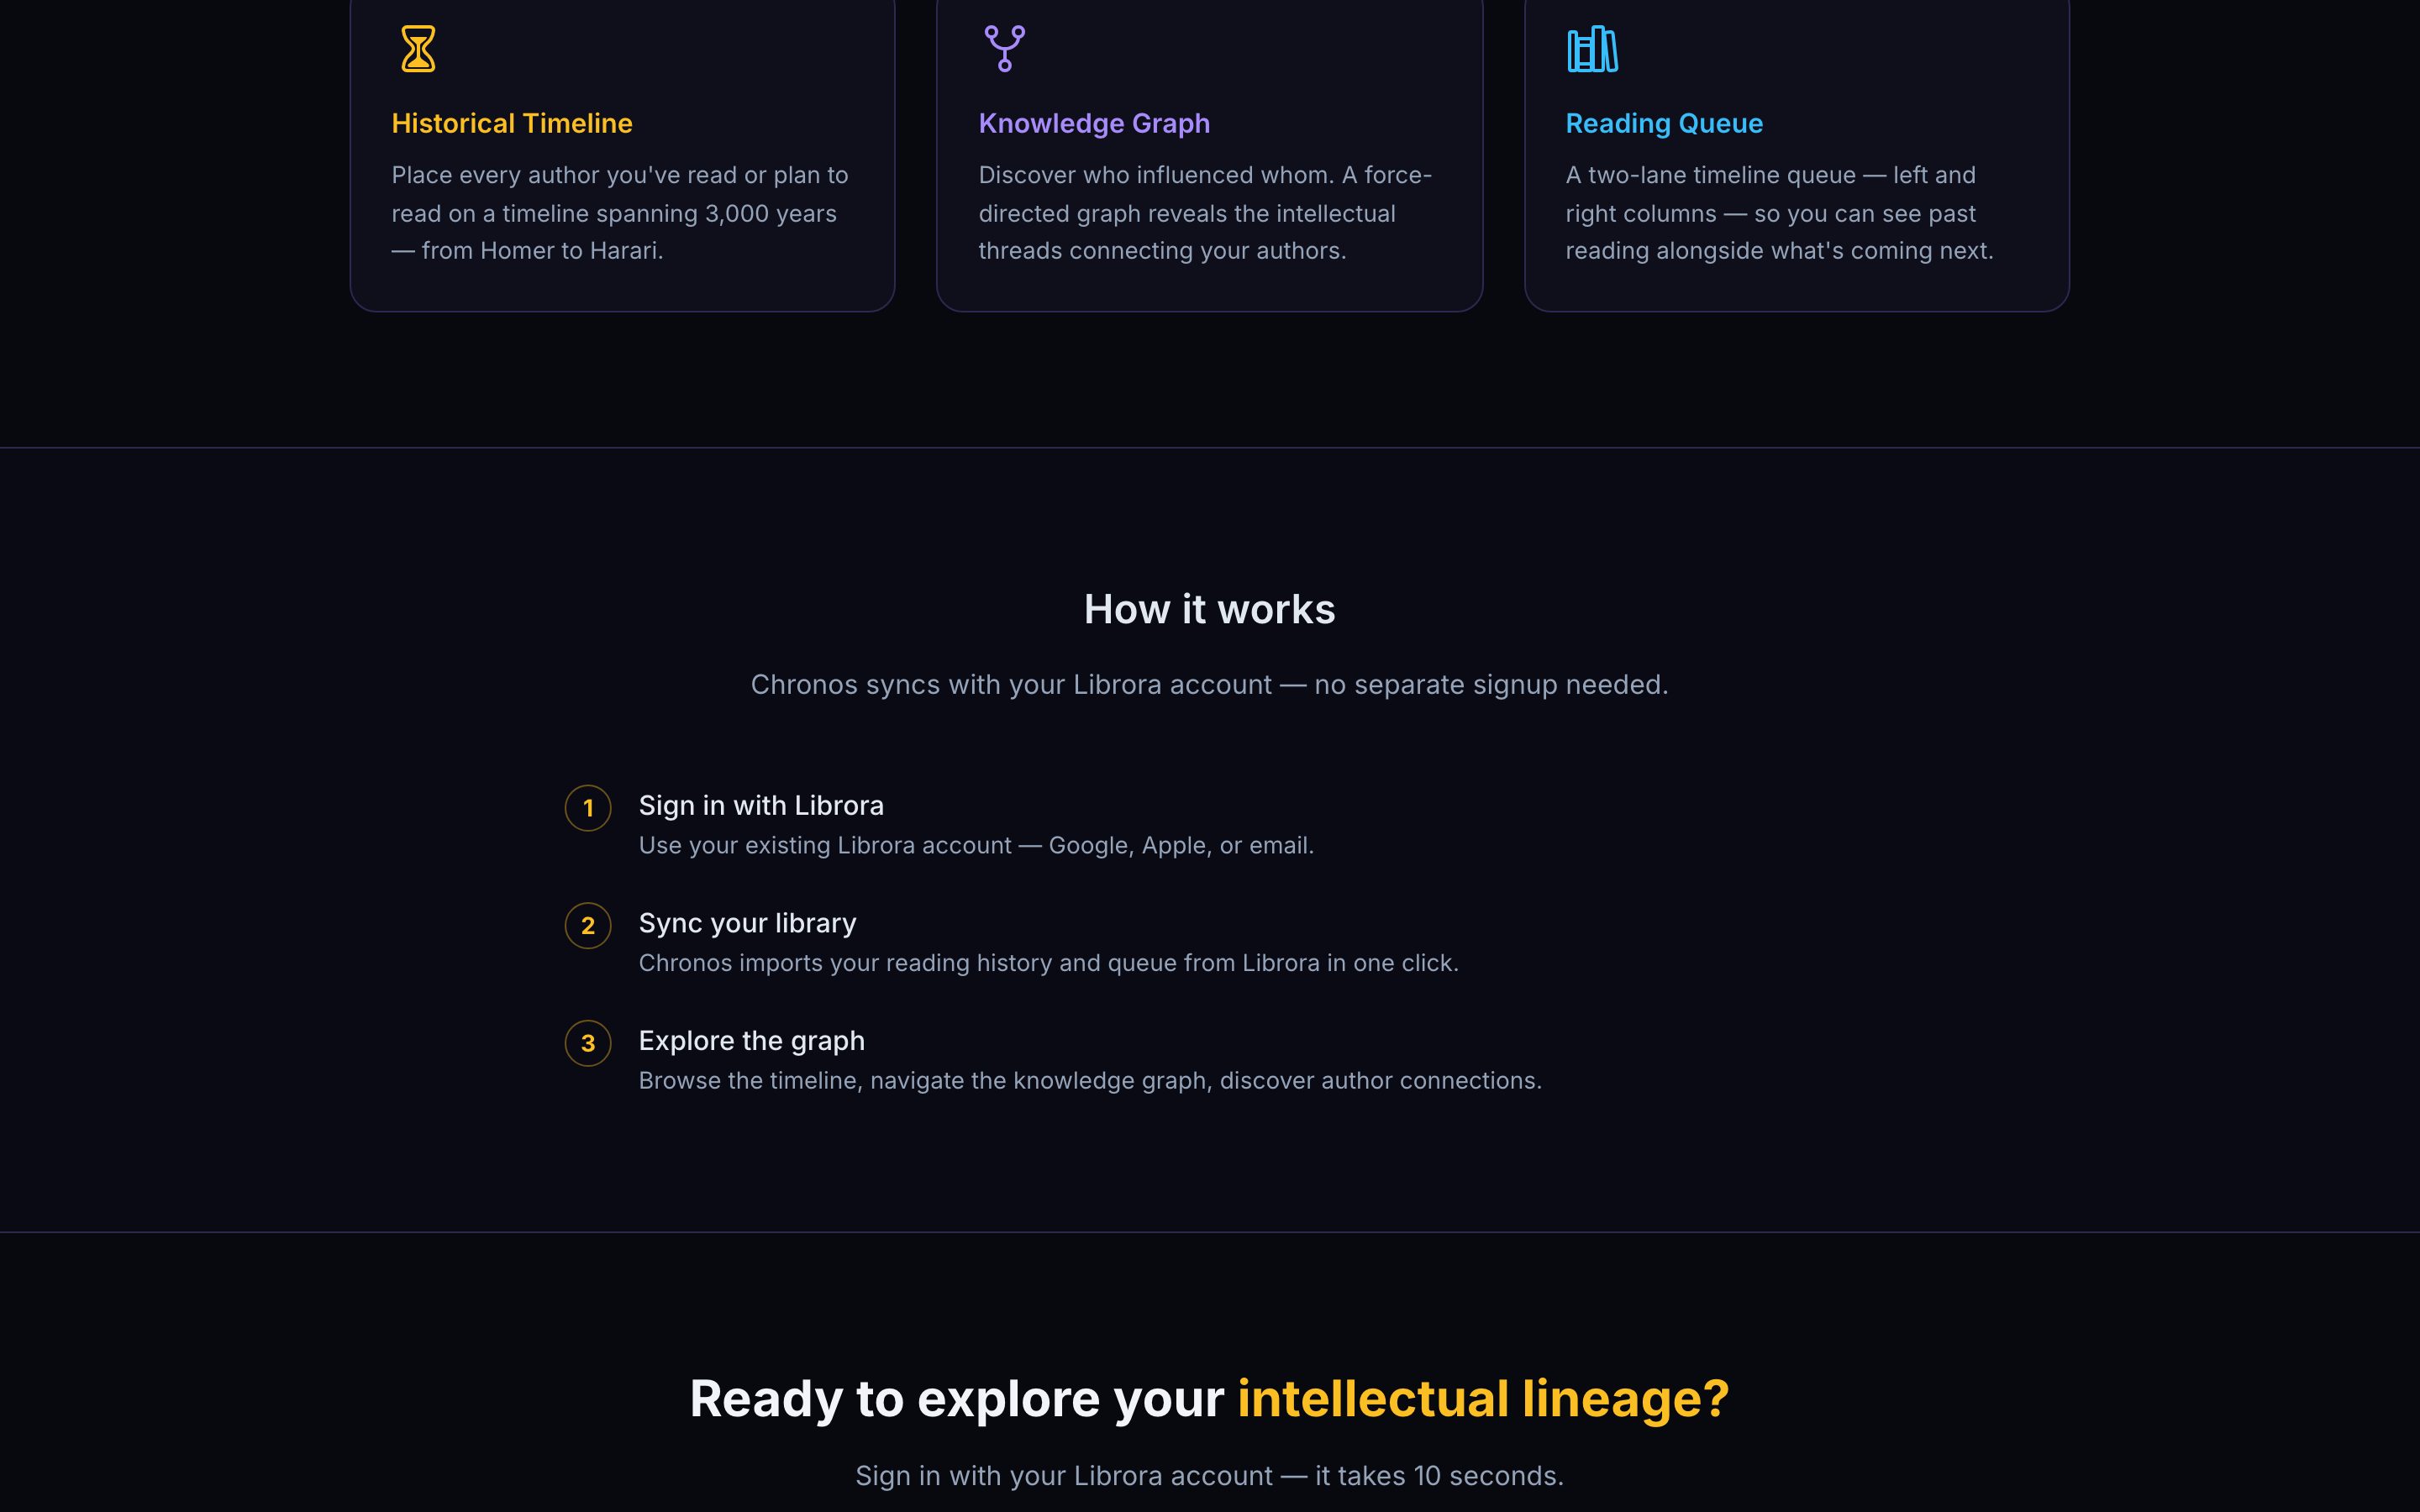 Historical Timeline
Place every author you've read or plan to
read on a timeline spanning 3,000 years
— from Homer to Harari.
Knowledge Graph
Discover who influenced whom. A force-
directed graph reveals the intellectual
threads connecting your authors.
Reading Queue
A two-lane timeline queue — left and
right columns — so you can see past
reading alongside what's coming next.
How it works
Chronos syncs with your Librora account — no separate signup needed.
1
Sign in with Librora
Use your existing Librora account — Google, Apple, or email.
2
Sync your library
Chronos imports your reading history and queue from Librora in one click.
3
Explore the graph
Browse the timeline, navigate the knowledge graph, discover author connections.
Ready to explore your intellectual lineage?
Sign in with your Librora account — it takes 10 seconds.